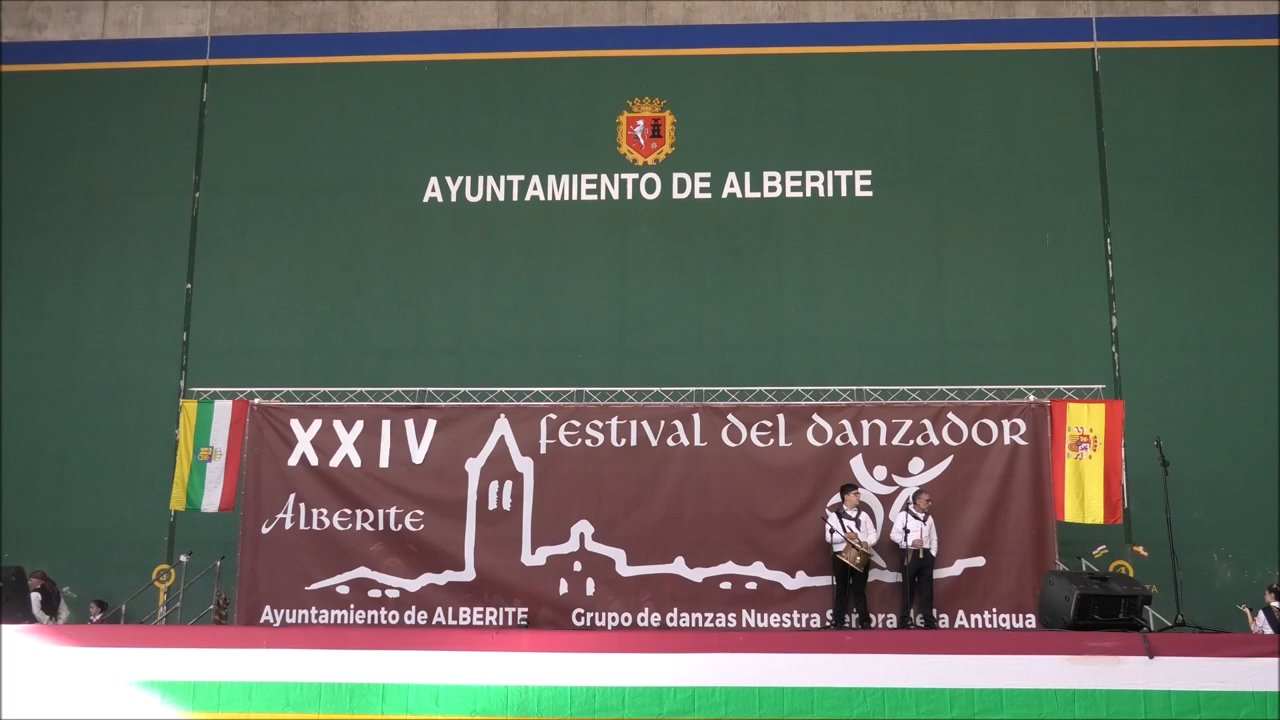 AYUNTAMIENTO DE ALBERITE
XXIV FESTIVAL DEL DANZADOR
ALBERITE
Ayuntamiento de ALBERITE Grupo de danzas Nuestra Señora de la Antigua
4